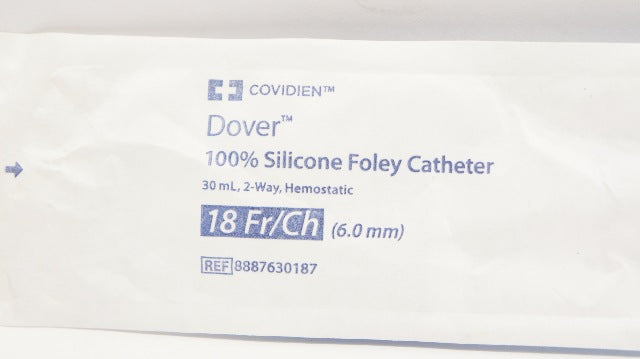 COVIDIEN™
Dover™
100% Silicone Foley Catheter
30 mL, 2-Way, Hemostatic
18 Fr/Ch (6.0 mm)
REF 8887630187